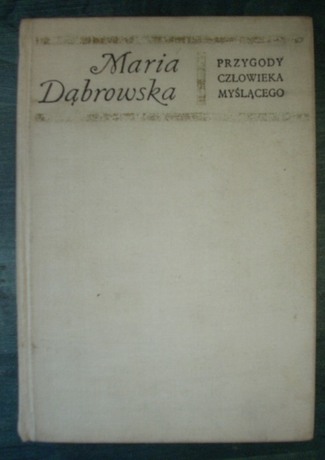 Maria
Dąbrowska
PRZYGODY
CZŁOWIEKA
MYŚLĄCEGO